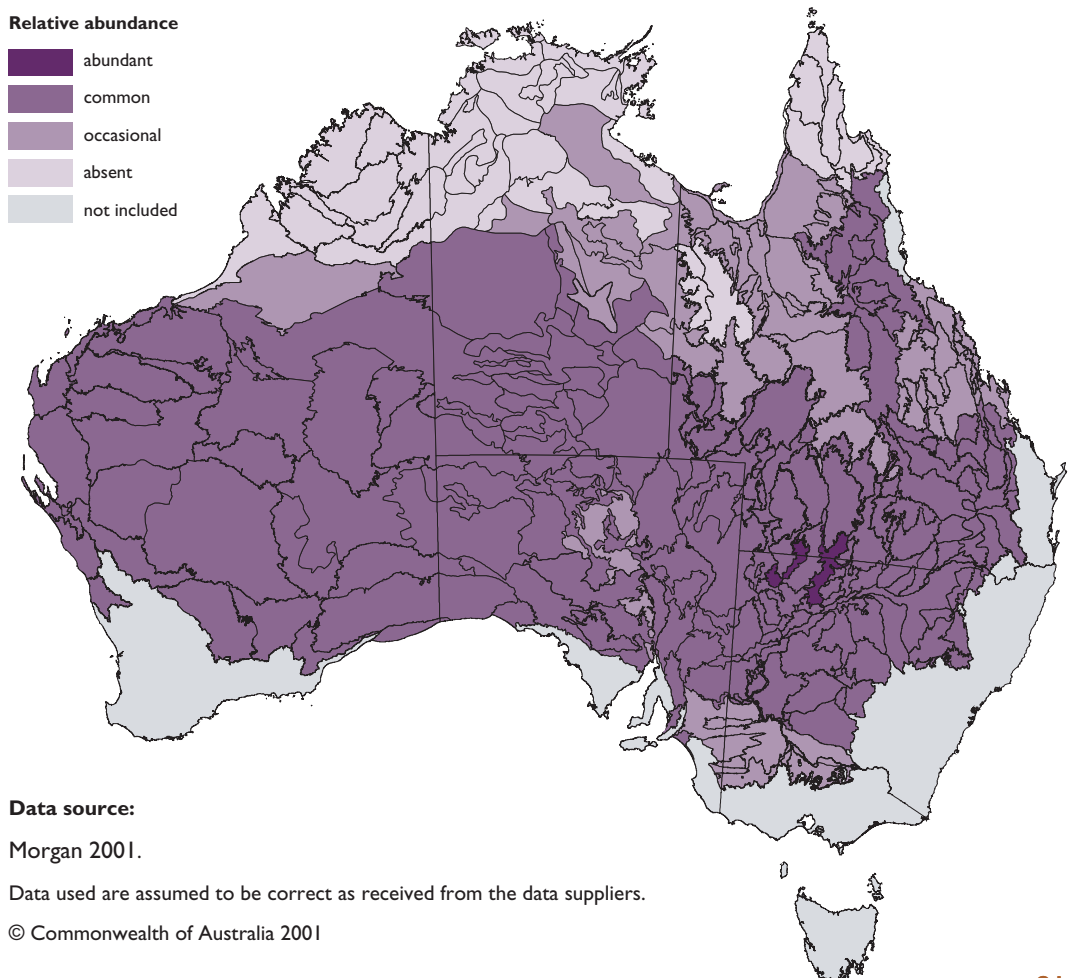 Relative abundance
abundant
common
occasional
absent
not included
Data source:
Morgan 2001.
Data used are assumed to be correct as received from the data suppliers.
© Commonwealth of Australia 2001